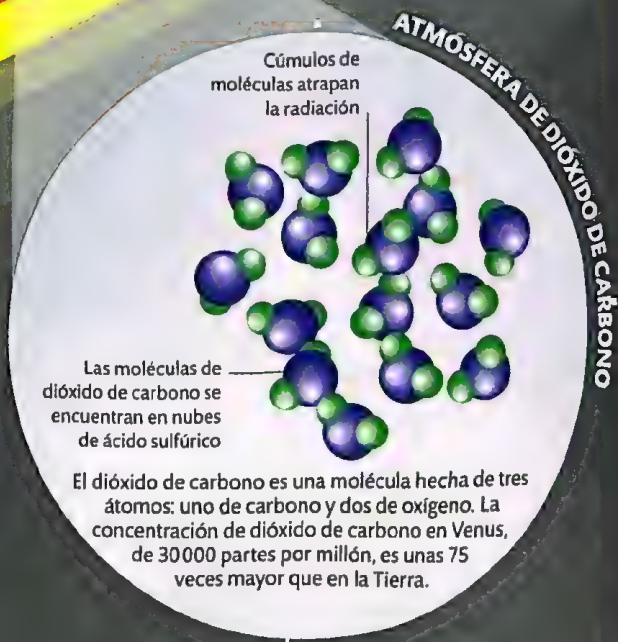 ATMÓSFERA DE DIÓXIDO DE CARBONO
Cúmulos de
moléculas atrapan
la radiación
Las moléculas de
dióxido de carbono se
encuentran en nubes
de ácido sulfúrico
El dióxido de carbono es una molécula hecha de tres
átomos: uno de carbono y dos de oxígeno. La
concentración de dióxido de carbono en Venus,
de 30 000 partes por millón, es unas 75
veces mayor que en la Tierra.